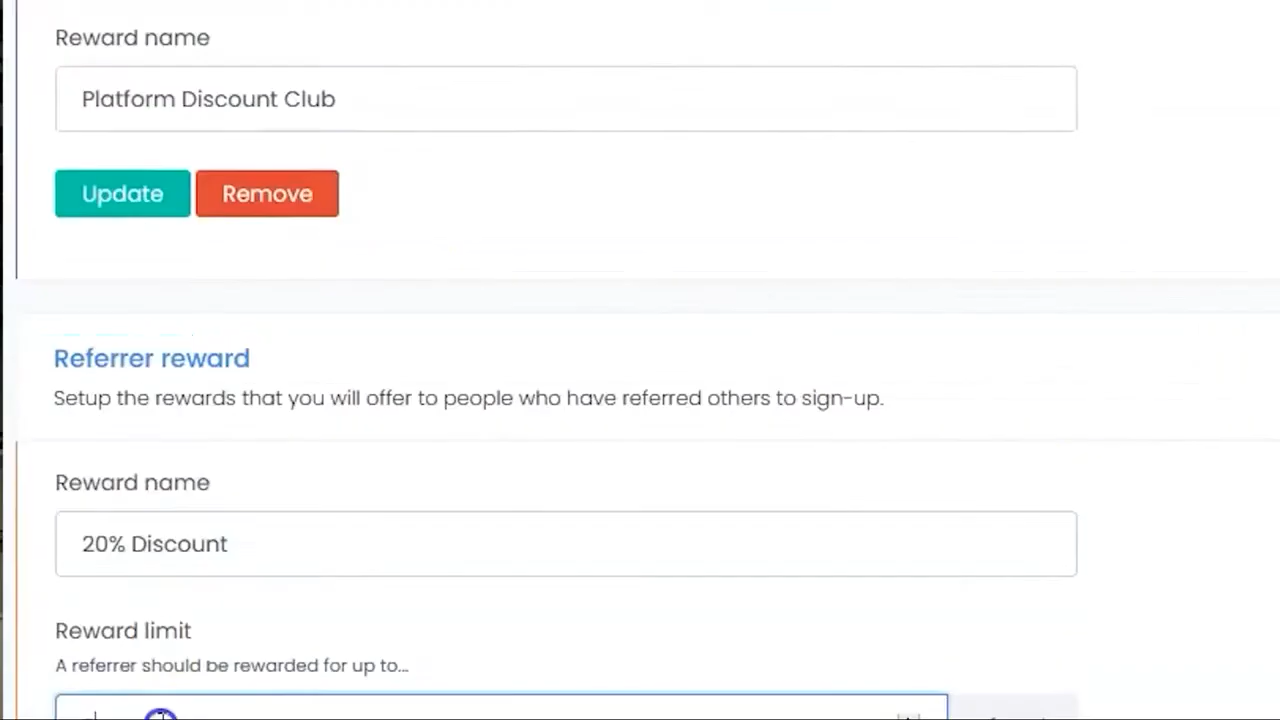 Reward name
Platform Discount Club
Update Remove
Referrer reward
Setup the rewards that you will offer to people who have referred others to sign-up.
Reward name
20% Discount
Reward limit
A referrer should be rewarded for up to...